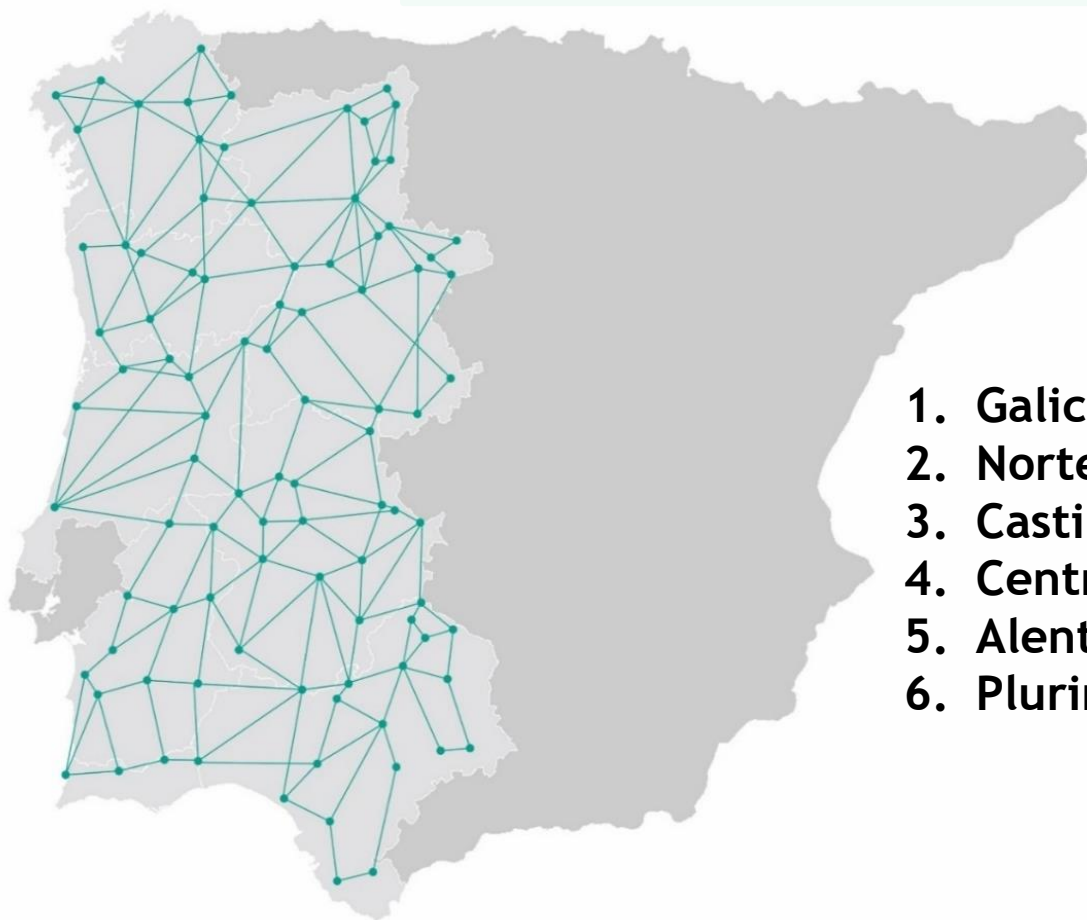 1. Galic
2. Norte
3. Casti
4. Centr
5. Alent
6. Plurir